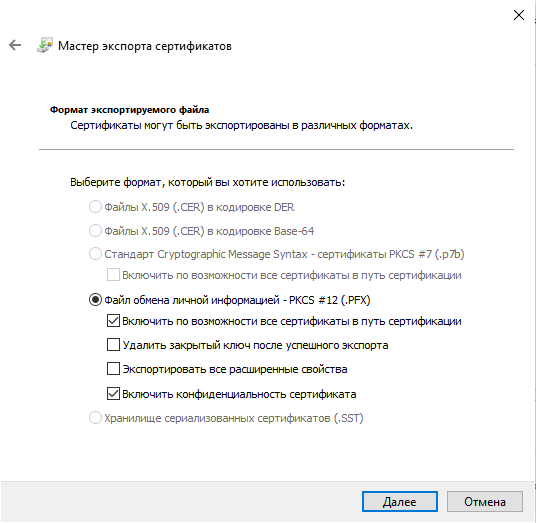 Мастер экспорта сертификатов
Формат экспортируемого файла
Сертификаты могут быть экспортированы в различных форматах.
Выберите формат, который вы хотите использовать:
Файлы X.509 (.CER) в кодировке DER
Файлы X.509 (.CER) в кодировке Base-64
Стандарт Cryptographic Message Syntax - сертификаты PKCS #7 (.p7b)
Включить по возможности все сертификаты в путь сертификации
Файл обмена личной информацией - PKCS #12 (.PFX)
Включить по возможности все сертификаты в путь сертификации
Удалить закрытый ключ после успешного экспорта
Экспортировать все расширенные свойства
Включить конфиденциальность сертификата
Хранилище сериализованных сертификатов (.SST)
Далее
Отмена